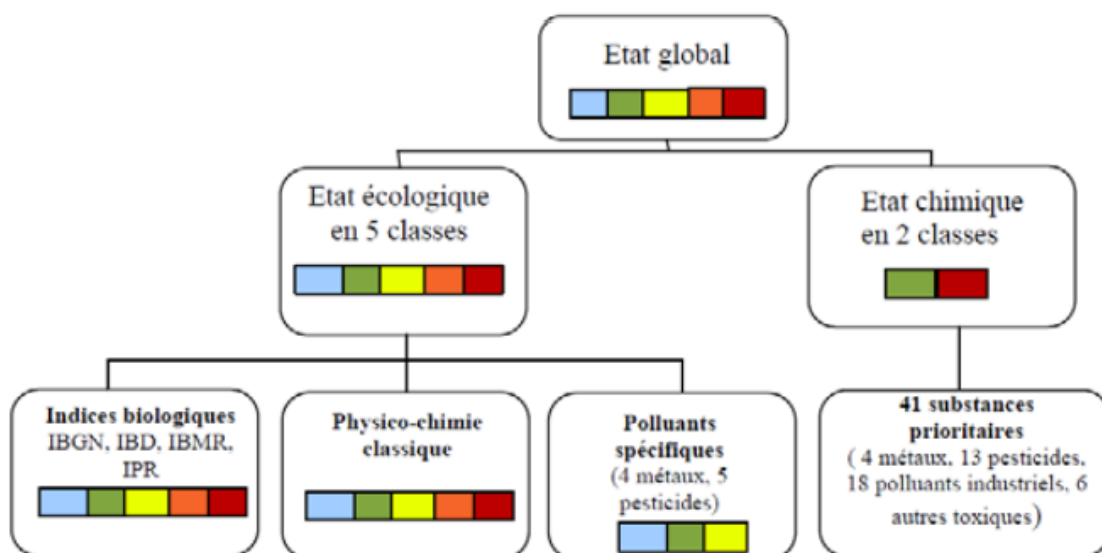 Etat global
Etat écologique
en 5 classes
Etat chimique
en 2 classes
Indices biologiques
IBGN, IBD, IBMR,
IPR
Physico-chimie
classique
Polluants
spécifiques
(4 métaux, 5
pesticides)
41 substances
prioritaires
( 4 métaux, 13 pesticides,
18 polluants industriels, 6
autres toxiques)